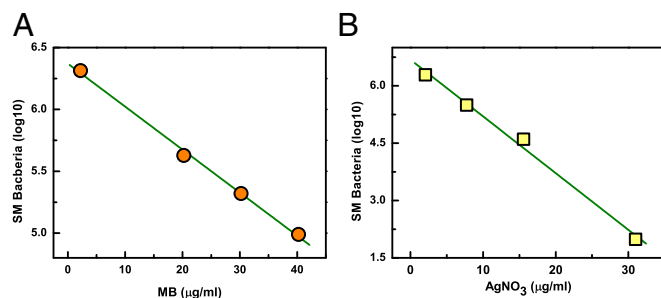 A
B
6.5
6.0
5.5
5.0
SM Bacberia (log10)
0 10 20 30 40
MB (μg/ml)
6.0
4.5
3.0
1.5
SM Bacteria (log10)
0 10 20 30
AgNO3 (μg/ml)